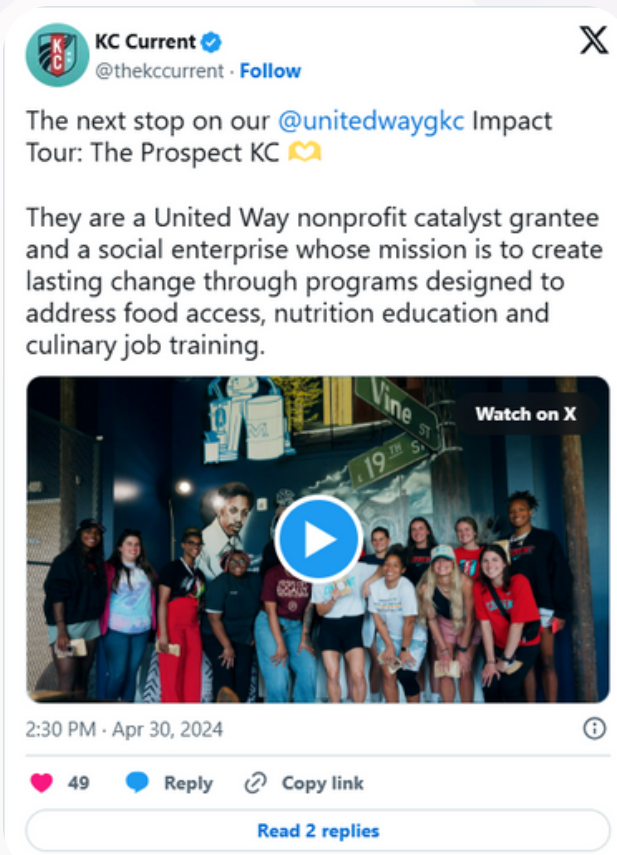 KC Current
@thekccurrent · Follow
The next stop on our @unitedwaygkc Impact
Tour: The Prospect KC 🫶
They are a United Way nonprofit catalyst grantee
and a social enterprise whose mission is to create
lasting change through programs designed to
address food access, nutrition education and
culinary job training.
Vine ST
Watch on X
E 19TH ST
2:30 PM · Apr 30, 2024
49 Reply Copy link
Read 2 replies